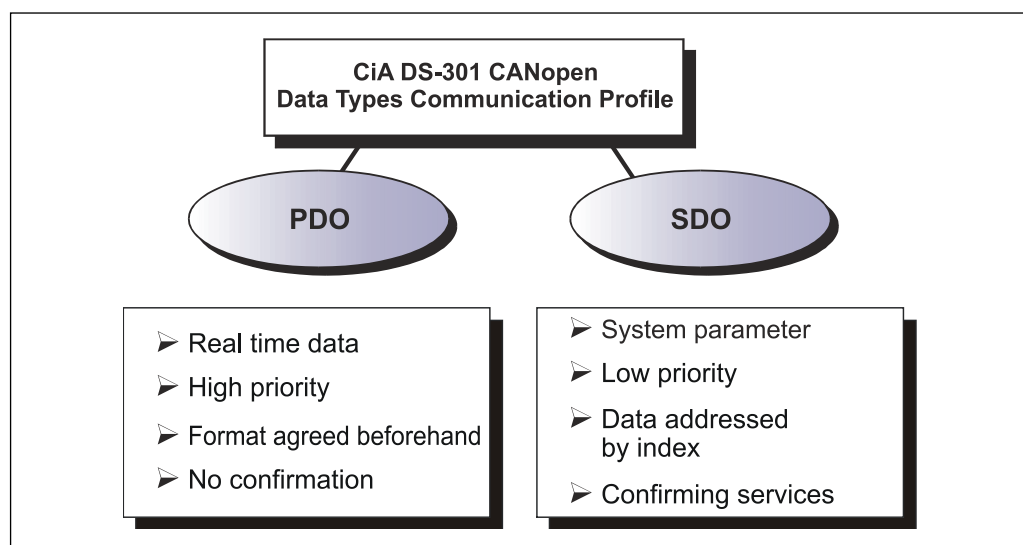 CiA DS-301 CANopen
Data Types Communication Profile
PDO
SDO
Real time data
High priority
Format agreed beforehand
No confirmation
System parameter
Low priority
Data addressed
by index
Confirming services